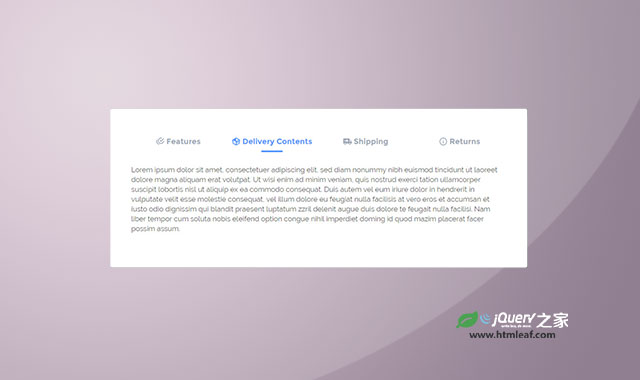 Features
Delivery Contents
Shipping
Returns
Lorem ipsum dolor sit amet, consectetuer adipiscing elit, sed diam nonummy nibh euismod tincidunt ut laoreet
dolore magna aliquam erat volutpat. Ut wisi enim ad minim veniam, quis nostrud exerci tation ullamcorper
suscipit lobortis nisl ut aliquip ex ea commodo consequat. Duis autem vel eum iriure dolor in hendrerit in
vulputate velit esse molestie consequat, vel illum dolore eu feugiat nulla facilisis at vero eros et accumsan et
iusto odio dignissim qui blandit praesent luptatum zzril delenit augue duis dolore te feugait nulla facilisi. Nam
liber tempor cum soluta nobis eleifend option congue nihil imperdiet doming id quod mazim placerat facer
possim assum.
jQuery之家
www.htmleaf.com